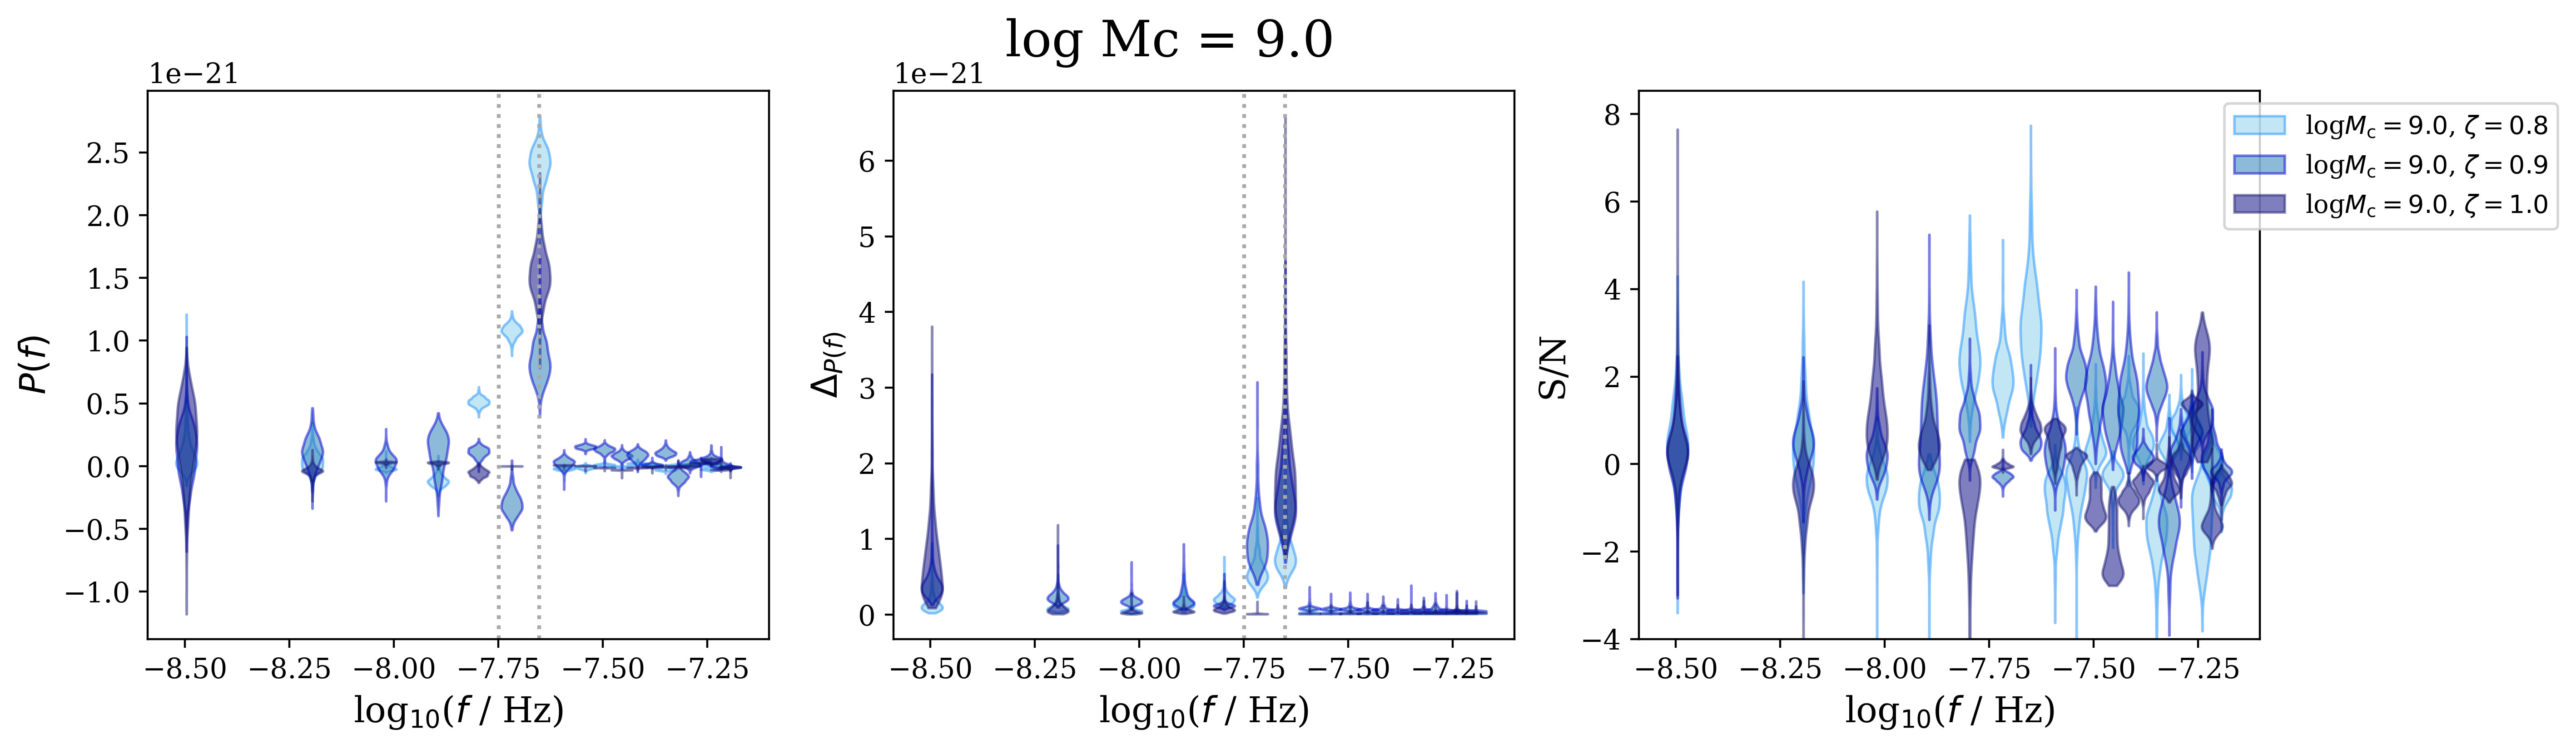 log Mc = 9.0
1e−21
2.5
2.0
1.5
1.0
0.5
0.0
−0.5
−1.0
P(f)
−8.50 −8.25 −8.00 −7.75 −7.50 −7.25
log₁₀(f / Hz)
1e−21
6
5
4
3
2
1
0
Δ_P(f)
−8.50 −8.25 −8.00 −7.75 −7.50 −7.25
log₁₀(f / Hz)
8
6
4
2
0
−2
−4
S/N
−8.50 −8.25 −8.00 −7.75 −7.50 −7.25
log₁₀(f / Hz)
logM_c = 9.0, ζ = 0.8
logM_c = 9.0, ζ = 0.9
logM_c = 9.0, ζ = 1.0